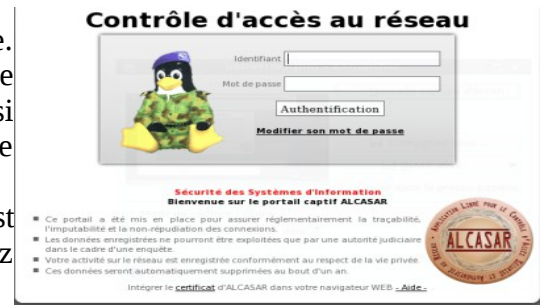 Contrôle d'accès au réseau
e.
e
si
e
st
z
Identifiant
Mot de passe
Authentification
Modifier son mot de passe
Sécurité des Systèmes d'Information
Bienvenue sur le portail captif ALCASAR
Ce portail a été mis en place pour assurer réglementairement la traçabilité,
l'imputabilité et la non-répudiation des connexions.
Les données enregistrées ne pourront être exploitées que par une autorité judiciaire
dans le cadre d'une enquête.
Votre activité sur le réseau est enregistrée conformément au respect de la vie privée.
Ces données seront automatiquement supprimées au bout d'un an.
Intégrer le certificat d'ALCASAR dans votre navigateur WEB - Aide -
ALCASAR